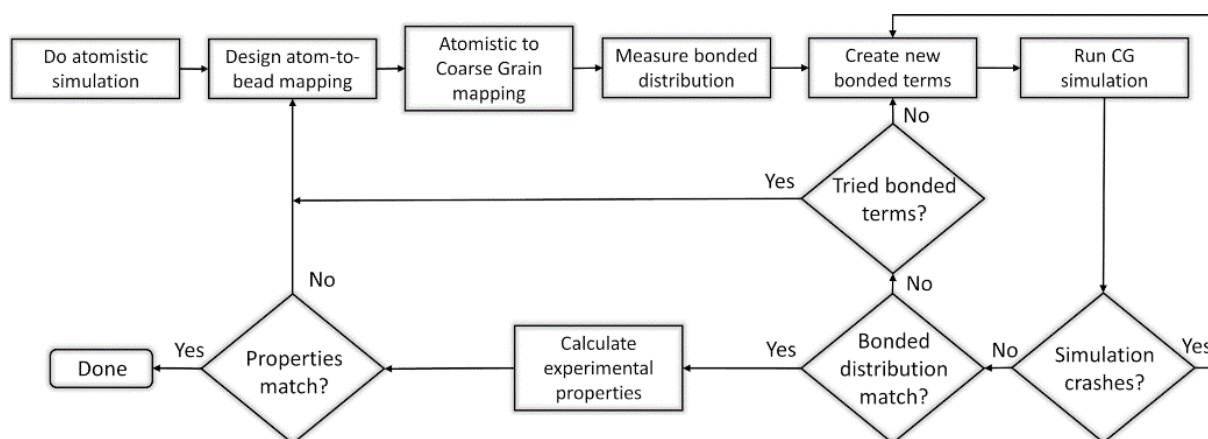 Do atomistic
simulation
Design atom-to-
bead mapping
Atomistic to
Coarse Grain
mapping
Measure bonded
distribution
Create new
bonded terms
Run CG
simulation
No
Yes
Tried bonded
terms?
No
No
Done
Yes
Properties
match?
Calculate
experimental
properties
Yes
Bonded
distribution
match?
No
Simulation
crashes?
Yes